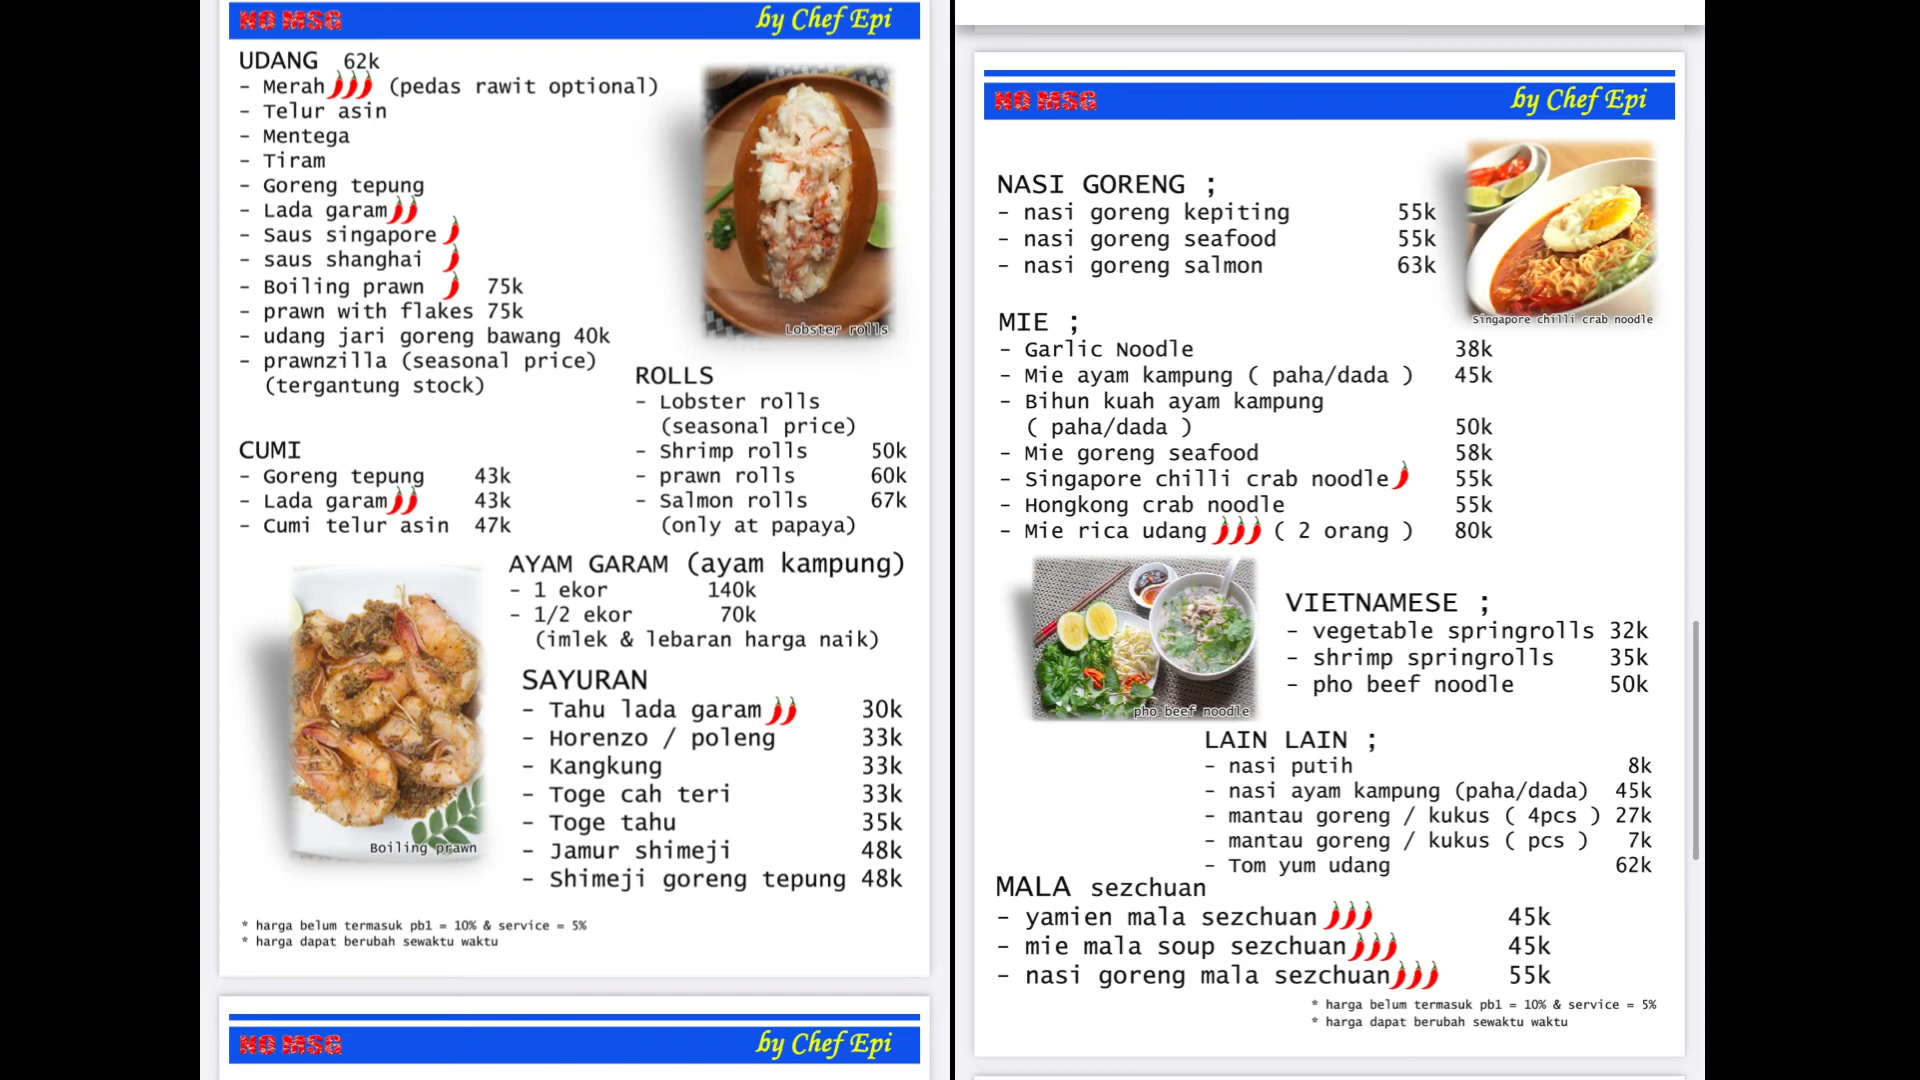 NO MSG by Chef Epi
UDANG 62k
- Merah (pedas rawit optional)
- Telur asin
- Mentega
- Tiram
- Goreng tepung
- Lada garam
- Saus singapore
- saus shanghai
- Boiling prawn 75k
- prawn with flakes 75k
- udang jari goreng bawang 40k
- prawnzilla (seasonal price)
(tergantung stock)
Lobster rolls
ROLLS
- Lobster rolls
(seasonal price)
- Shrimp rolls 50k
- prawn rolls 60k
- Salmon rolls 67k
(only at papaya)
CUMI
- Goreng tepung 43k
- Lada garam 43k
- Cumi telur asin 47k
AYAM GARAM (ayam kampung)
- 1 ekor 140k
- 1/2 ekor 70k
(imlek & lebaran harga naik)
SAYURAN
- Tahu lada garam 30k
- Horenzo / poleng 33k
- Kangkung 33k
- Toge cah teri 33k
- Toge tahu 35k
- Jamur shimeji 48k
- Shimeji goreng tepung 48k
Boiling prawn
* harga belum termasuk pb1 = 10% & service = 5%
* harga dapat berubah sewaktu waktu
NO MSG by Chef Epi
NO MSG by Chef Epi
NASI GORENG ;
- nasi goreng kepiting 55k
- nasi goreng seafood 55k
- nasi goreng salmon 63k
Singapore chilli crab noodle
MIE ;
- Garlic Noodle 38k
- Mie ayam kampung ( paha/dada ) 45k
- Bihun kuah ayam kampung
( paha/dada ) 50k
- Mie goreng seafood 58k
- Singapore chilli crab noodle 55k
- Hongkong crab noodle 55k
- Mie rica udang ( 2 orang ) 80k
pho beef noodle
VIETNAMESE ;
- vegetable springrolls 32k
- shrimp springrolls 35k
- pho beef noodle 50k
LAIN LAIN ;
- nasi putih 8k
- nasi ayam kampung (paha/dada) 45k
- mantau goreng / kukus ( 4pcs ) 27k
- mantau goreng / kukus ( pcs ) 7k
- Tom yum udang 62k
MALA sezchuan
- yamien mala sezchuan 45k
- mie mala soup sezchuan 45k
- nasi goreng mala sezchuan 55k
* harga belum termasuk pb1 = 10% & service = 5%
* harga dapat berubah sewaktu waktu